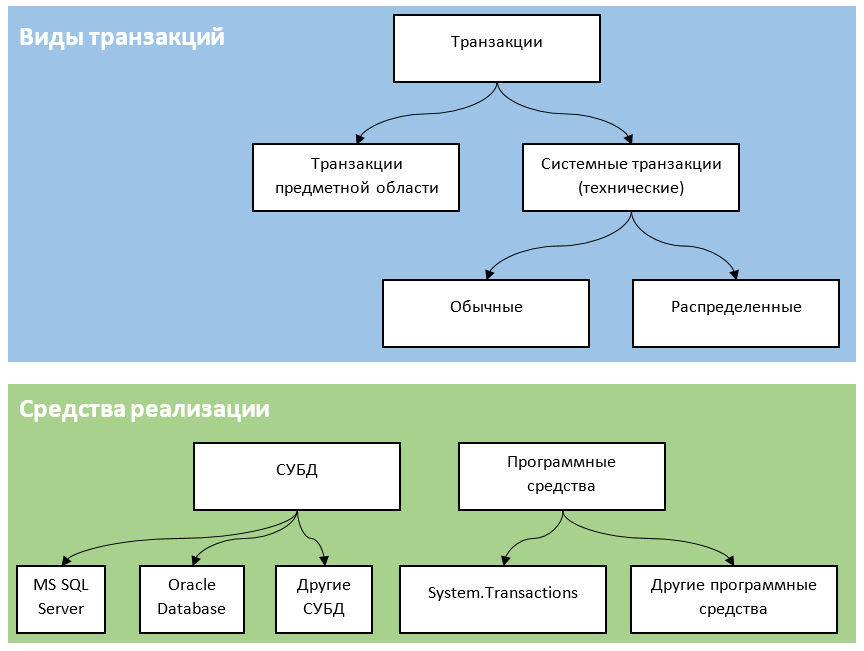 Виды транзакций
Транзакции
Транзакции
предметной области
Системные транзакции
(технические)
Обычные
Распределенные
Средства реализации
СУБД
Программные
средства
MS SQL
Server
Oracle
Database
Другие
СУБД
System.Transactions
Другие программные
средства